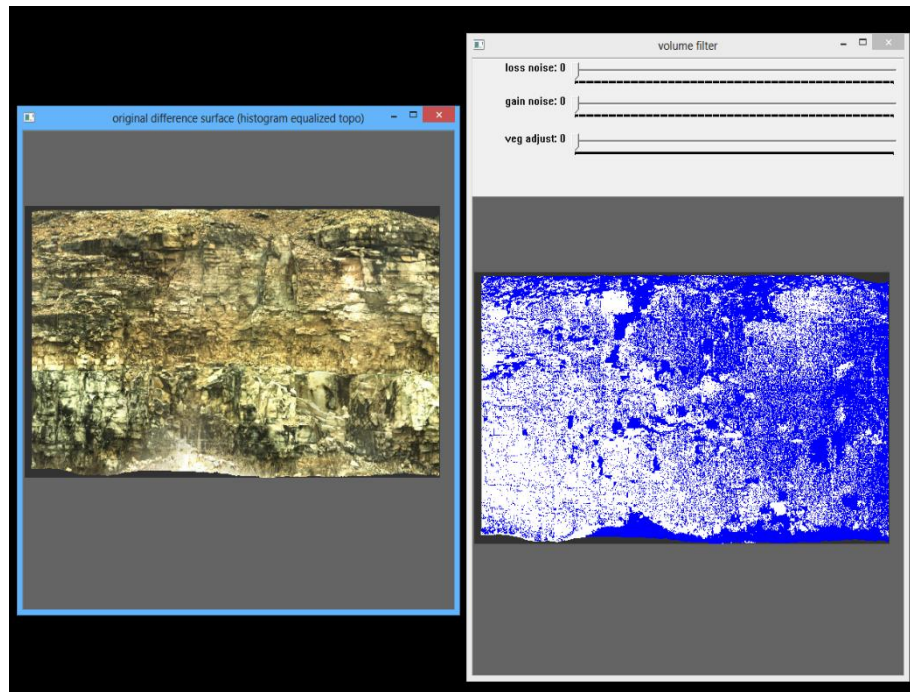 original difference surface (histogram equalized topo)
volume filter
loss noise: 0
gain noise: 0
veg adjust: 0